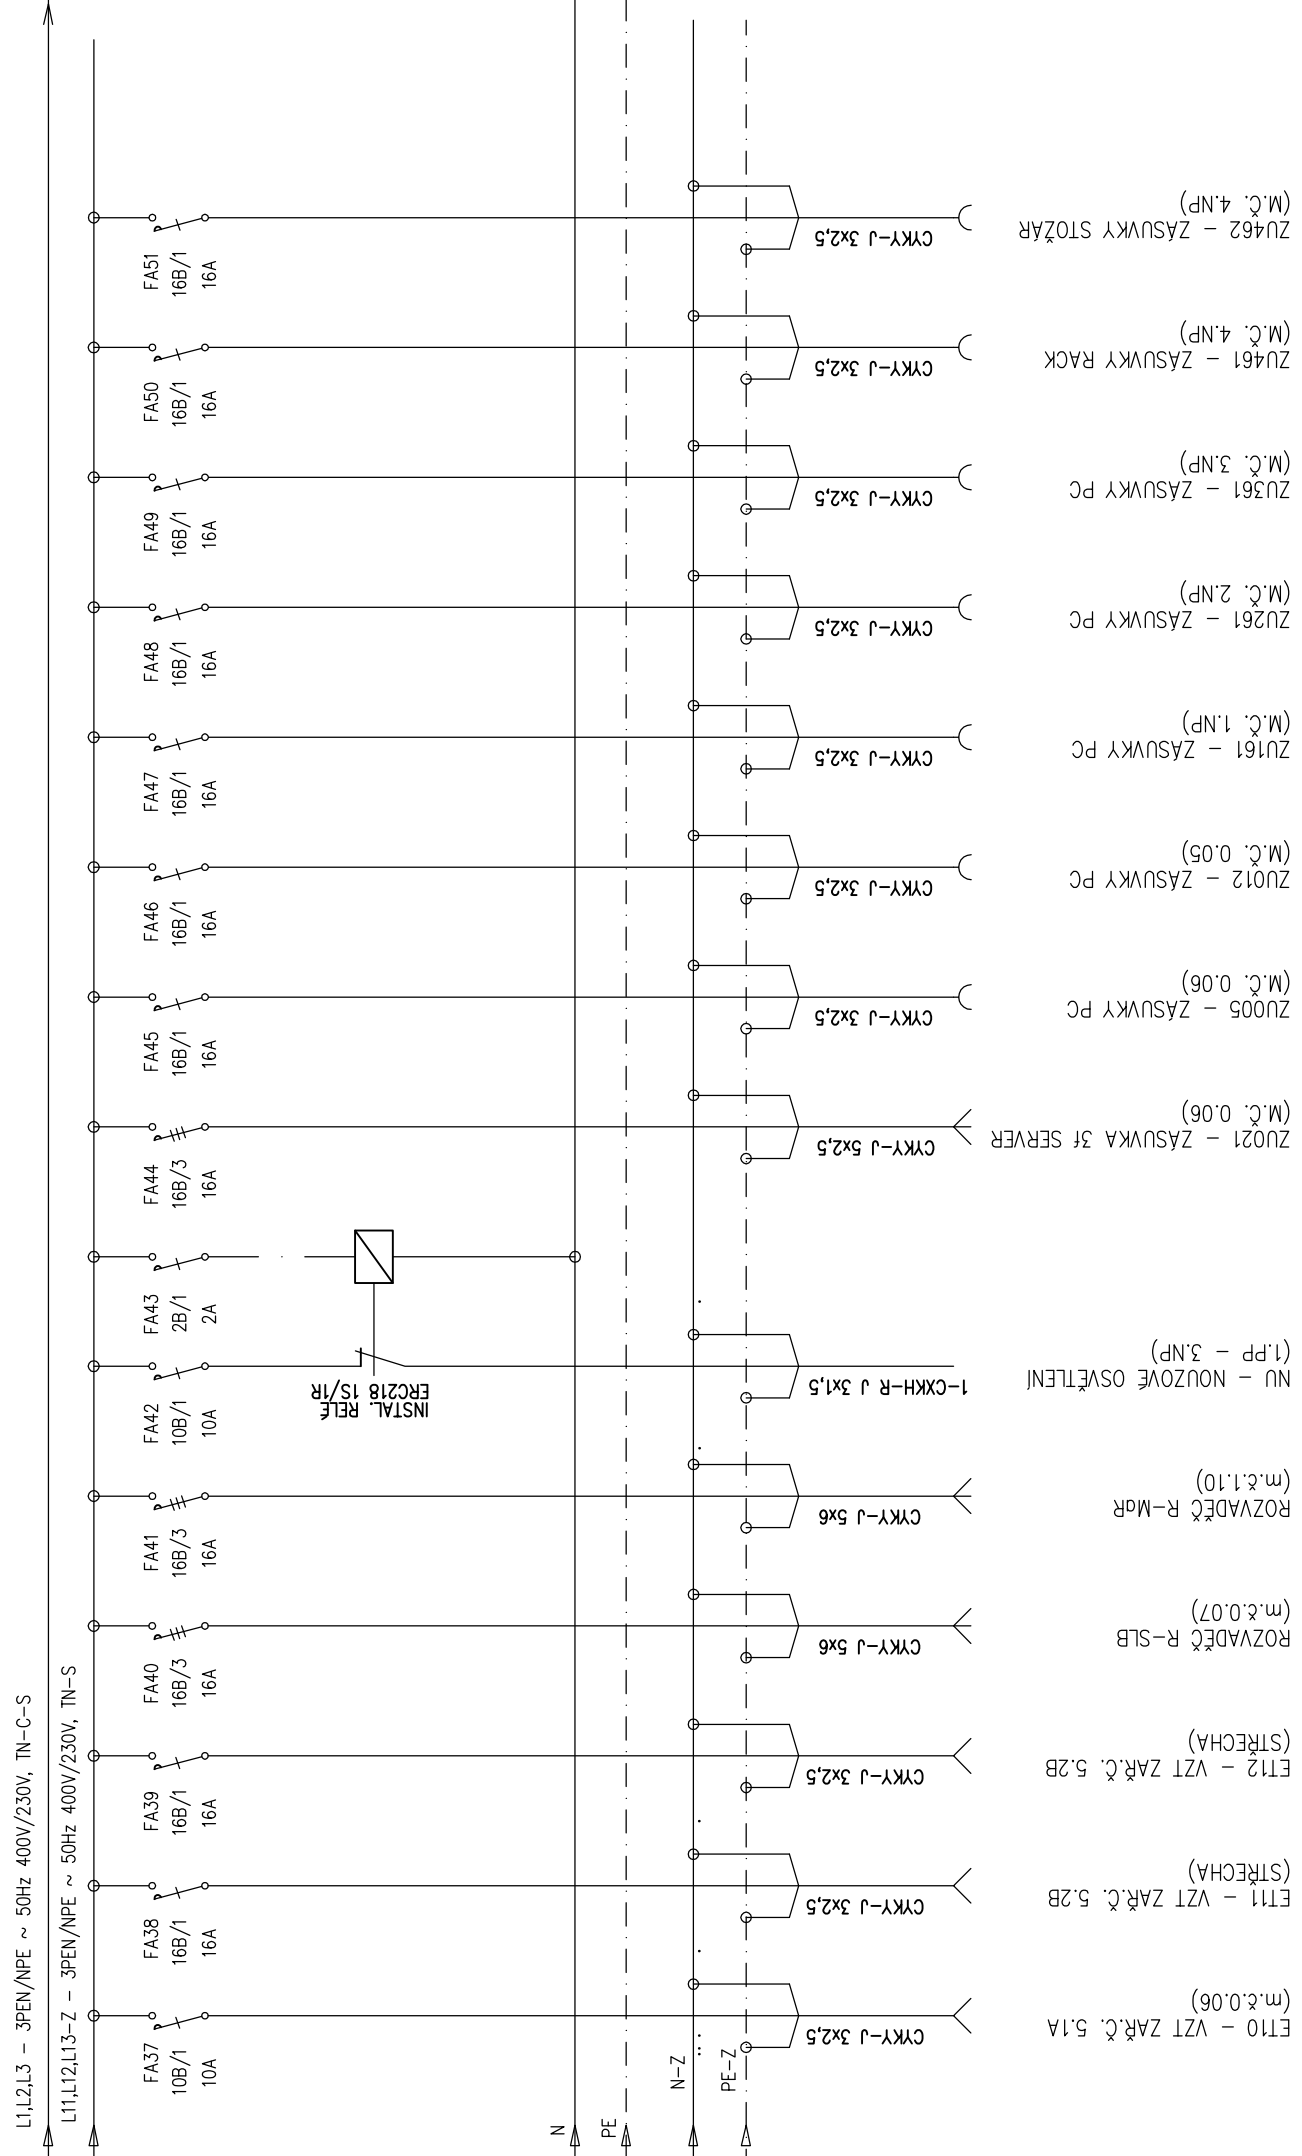 L1,L2,L3 – 3PEN/NPE ~ 50Hz 400V/230V, TN–C–S
L11,L12,L13–Z – 3PEN/NPE ~ 50Hz 400V/230V, TN–S
N
PE
N–Z
PE–Z
FA37
10B/1
10A
CYKY–J 3x2,5
ET10 – VZT ZAŘ.Č. 5.1A
(m.č.0.06)
FA38
16B/1
16A
CYKY–J 3x2,5
ET11 – VZT ZAŘ.Č. 5.2B
(STŘECHA)
FA39
16B/1
16A
CYKY–J 3x2,5
ET12 – VZT ZAŘ.Č. 5.2B
(STŘECHA)
FA40
16B/3
16A
CYKY–J 5x6
ROZVADĚČ R–SLB
(m.č.0.07)
FA41
16B/3
16A
CYKY–J 5x6
ROZVADĚČ R–MaR
(m.č.1.10)
FA42
10B/1
10A
INSTAL. RELÉ
ERC218 1S/1R
1–CXKH–R J 3x1,5
NU – NOUZOVÉ OSVĚTLENÍ
(1.PP – 3.NP)
FA43
2B/1
2A
FA44
16B/3
16A
CYKY–J 5x2,5
ZU021 – ZÁSUVKA 3f SERVER
(M.Č. 0.06)
FA45
16B/1
16A
CYKY–J 3x2,5
ZU005 – ZÁSUVKY PC
(M.Č. 0.06)
FA46
16B/1
16A
CYKY–J 3x2,5
ZU012 – ZÁSUVKY PC
(M.Č. 0.05)
FA47
16B/1
16A
CYKY–J 3x2,5
ZU161 – ZÁSUVKY PC
(M.Č. 1.NP)
FA48
16B/1
16A
CYKY–J 3x2,5
ZU261 – ZÁSUVKY PC
(M.Č. 2.NP)
FA49
16B/1
16A
CYKY–J 3x2,5
ZU361 – ZÁSUVKY PC
(M.Č. 3.NP)
FA50
16B/1
16A
CYKY–J 3x2,5
ZU461 – ZÁSUVKY RACK
(M.Č. 4.NP)
FA51
16B/1
16A
CYKY–J 3x2,5
ZU462 – ZÁSUVKY STOŽÁR
(M.Č. 4.NP)